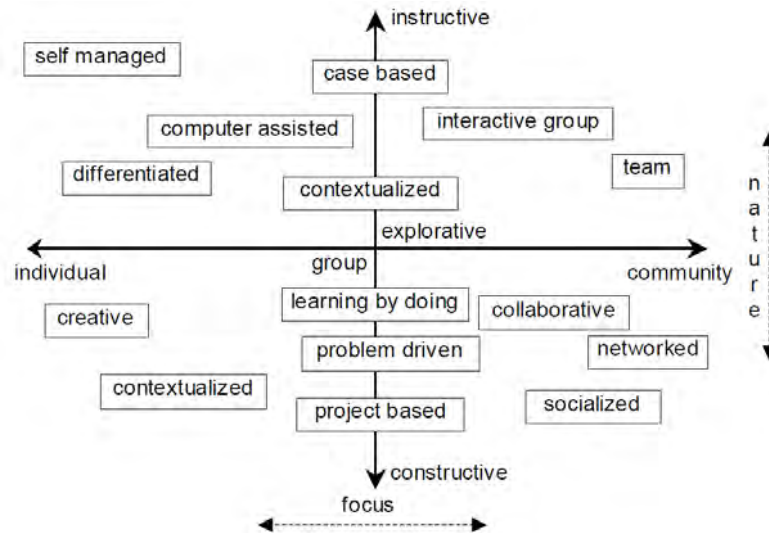 instructive
self managed
case based
computer assisted
interactive group
differentiated
contextualized
team
nature
explorative
individual
group
community
learning by doing
collaborative
creative
problem driven
networked
contextualized
project based
socialized
constructive
focus